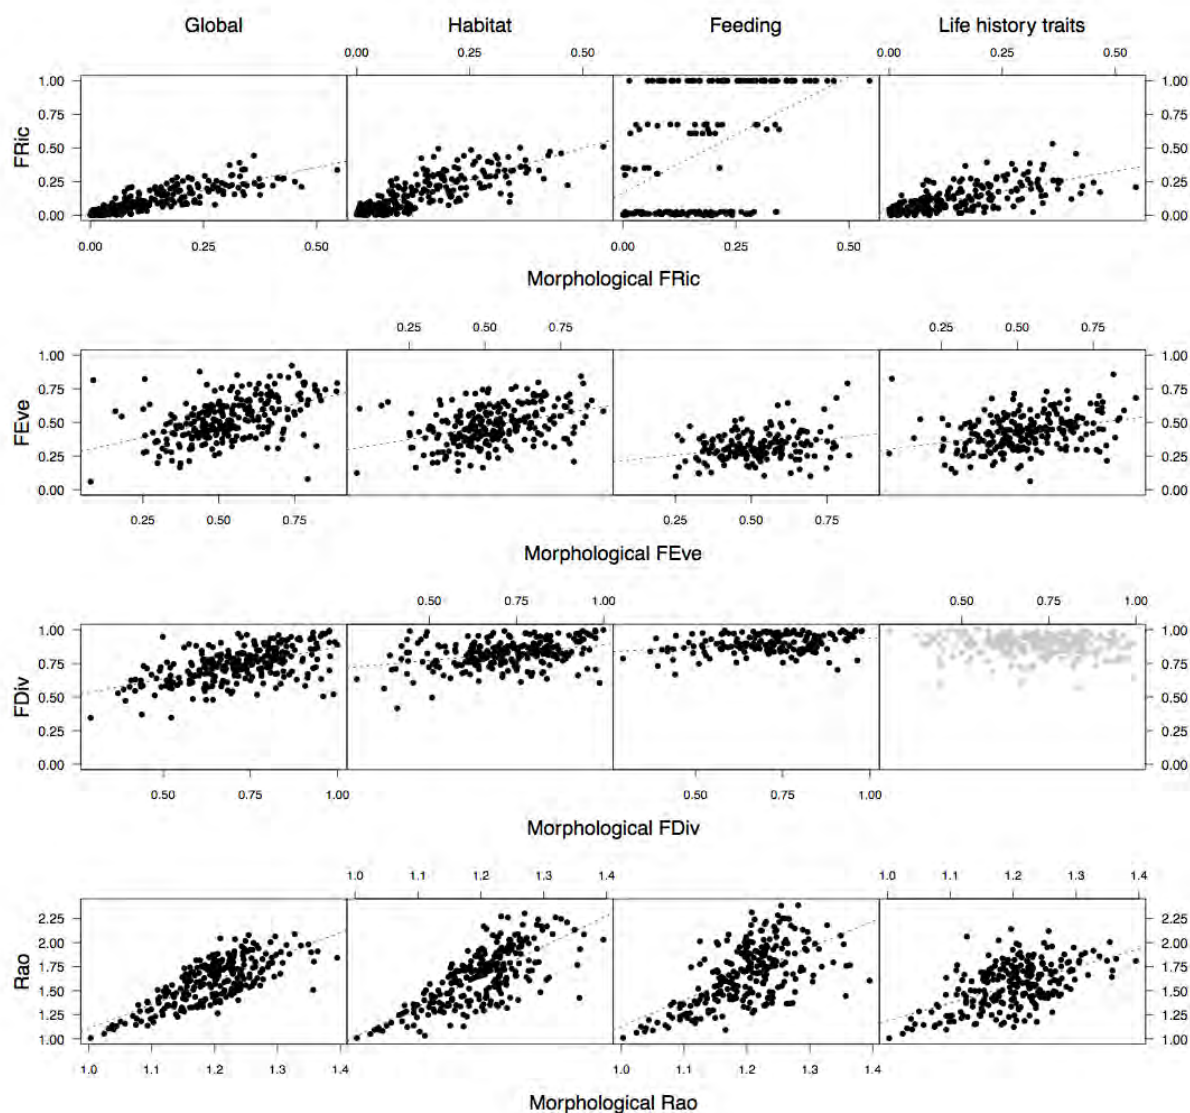 Global Habitat Feeding Life history traits
0.00 0.25 0.50 0.00 0.25 0.50
1.00 1.00
0.75 0.75
0.50 0.50
0.25 0.25
0.00 0.00
FRic
0.00 0.25 0.50 0.00 0.25 0.50
Morphological FRic
0.25 0.50 0.75 0.25 0.50 0.75
1.00 1.00
0.75 0.75
0.50 0.50
0.25 0.25
0.00 0.00
FEve
0.25 0.50 0.75 0.25 0.50 0.75
Morphological FEve
0.50 0.75 1.00 0.50 0.75 1.00
1.00 1.00
0.75 0.75
0.50 0.50
0.25 0.25
0.00 0.00
FDiv
0.50 0.75 1.00 0.50 0.75 1.00
Morphological FDiv
1.0 1.1 1.2 1.3 1.4 1.0 1.1 1.2 1.3 1.4
2.25 2.25
2.00 2.00
1.75 1.75
1.50 1.50
1.25 1.25
1.00 1.00
Rao
1.0 1.1 1.2 1.3 1.4 1.0 1.1 1.2 1.3 1.4
Morphological Rao